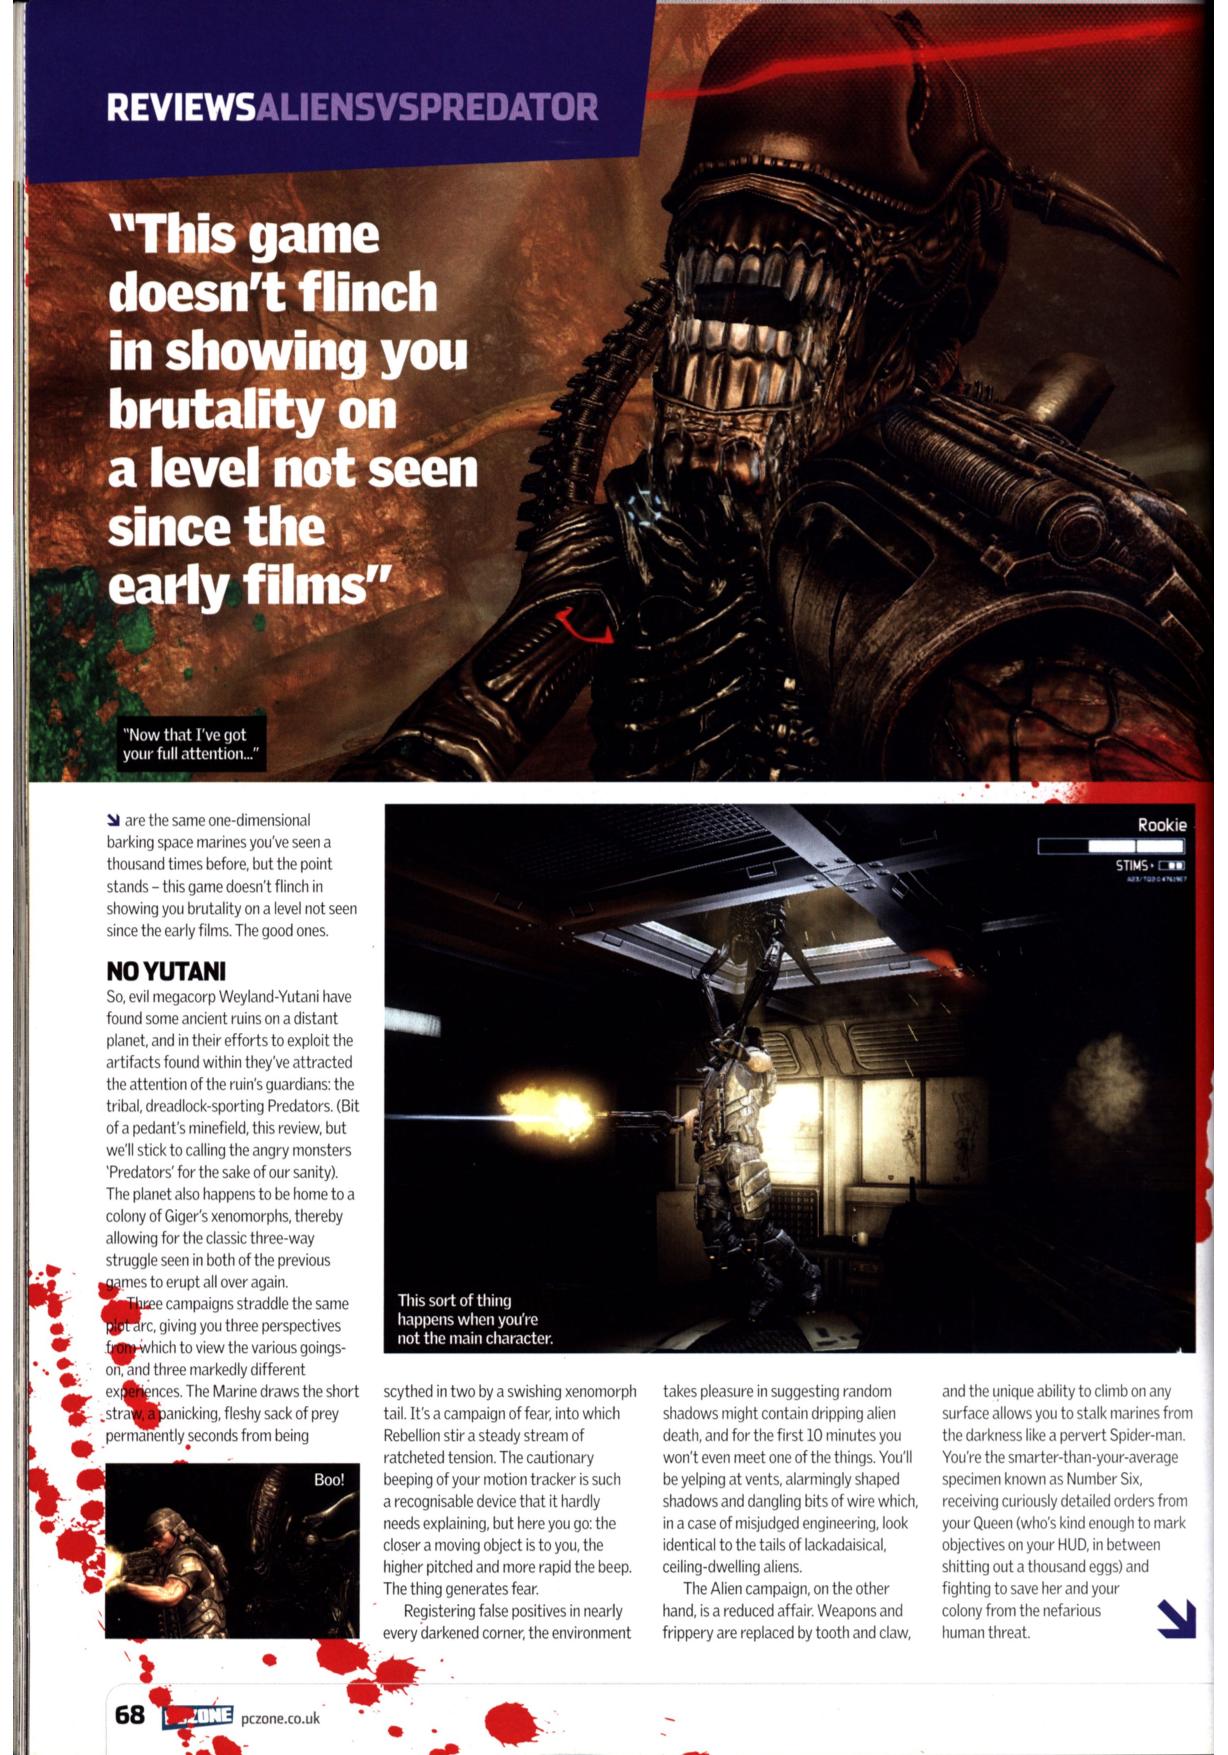 REVIEWSALIENSVSPREDATOR
"This game
doesn't flinch
in showing you
brutality on
a level not seen
since the
early films"
"Now that I've got
your full attention..."
are the same one-dimensional
barking space marines you've seen a
thousand times before, but the point
stands – this game doesn't flinch in
showing you brutality on a level not seen
since the early films. The good ones.
NO YUTANI
So, evil megacorp Weyland-Yutani have
found some ancient ruins on a distant
planet, and in their efforts to exploit the
artifacts found within they've attracted
the attention of the ruin's guardians: the
tribal, dreadlock-sporting Predators. (Bit
of a pedant's minefield, this review, but
we'll stick to calling the angry monsters
'Predators' for the sake of our sanity).
The planet also happens to be home to a
colony of Giger's xenomorphs, thereby
allowing for the classic three-way
struggle seen in both of the previous
games to erupt all over again.
Three campaigns straddle the same
plot arc, giving you three perspectives
from which to view the various goings-
on, and three markedly different
experiences. The Marine draws the short
straw, a panicking, fleshy sack of prey
permanently seconds from being
Boo!
Rookie
STIMS
This sort of thing
happens when you're
not the main character.
scythed in two by a swishing xenomorph
tail. It's a campaign of fear, into which
Rebellion stir a steady stream of
ratcheted tension. The cautionary
beeping of your motion tracker is such
a recognisable device that it hardly
needs explaining, but here you go: the
closer a moving object is to you, the
higher pitched and more rapid the beep.
The thing generates fear.
Registering false positives in nearly
every darkened corner, the environment
takes pleasure in suggesting random
shadows might contain dripping alien
death, and for the first 10 minutes you
won't even meet one of the things. You'll
be yelping at vents, alarmingly shaped
shadows and dangling bits of wire which,
in a case of misjudged engineering, look
identical to the tails of lackadaisical,
ceiling-dwelling aliens.
The Alien campaign, on the other
hand, is a reduced affair. Weapons and
frippery are replaced by tooth and claw,
and the unique ability to climb on any
surface allows you to stalk marines from
the darkness like a pervert Spider-man.
You're the smarter-than-your-average
specimen known as Number Six,
receiving curiously detailed orders from
your Queen (who's kind enough to mark
objectives on your HUD, in between
shitting out a thousand eggs) and
fighting to save her and your
colony from the nefarious
human threat.
68 PCZONE pczone.co.uk